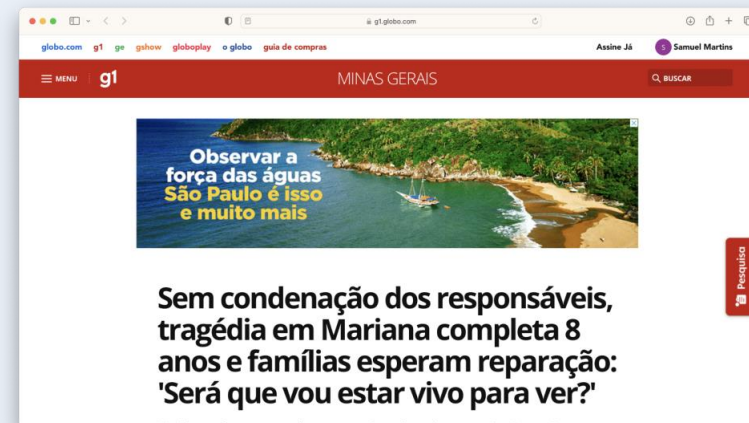 g1.globo.com
globo.com g1 ge gshow globoplay o globo guia de compras Assine Já S Samuel Martins
MENU g1 MINAS GERAIS BUSCAR
Observar a
força das águas
São Paulo é isso
e muito mais
Pesquisa
Sem condenação dos responsáveis,
tragédia em Mariana completa 8
anos e famílias esperam reparação:
'Será que vou estar vivo para ver?'